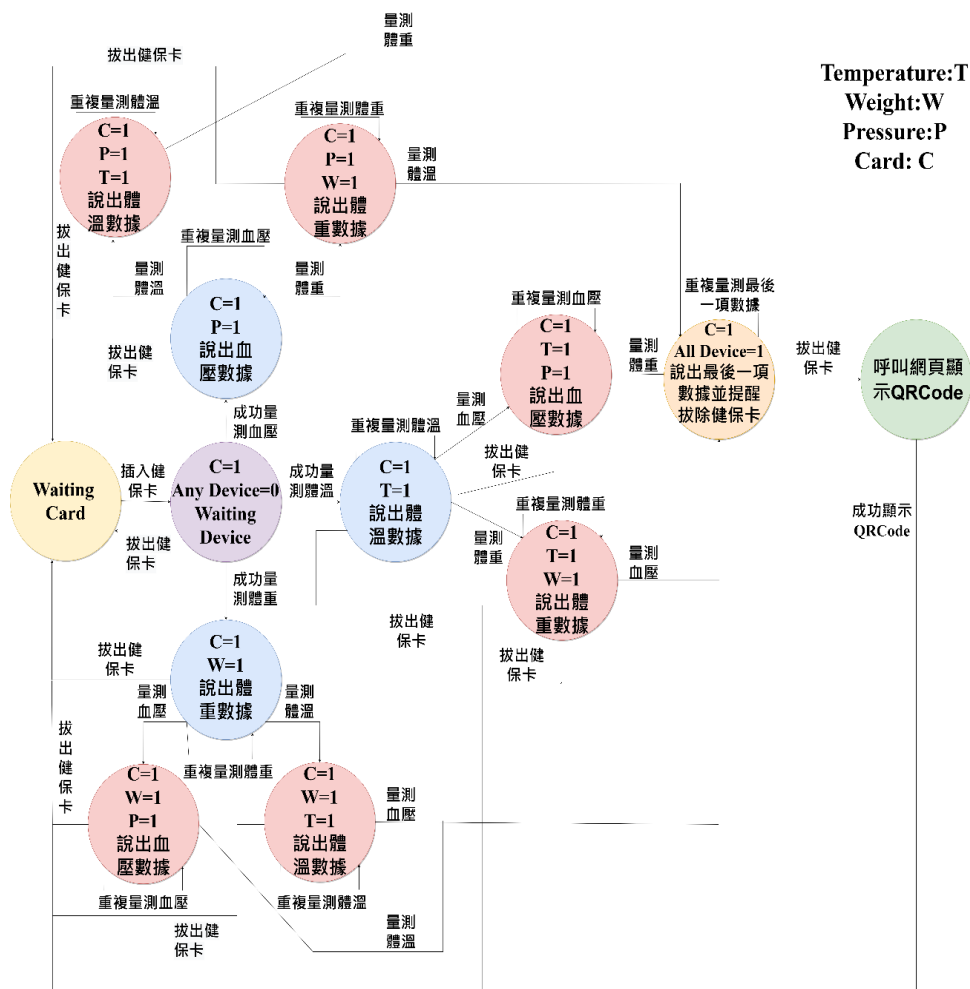 量測
體重
拔出健保卡
Temperature:T
Weight:W
Pressure:P
Card: C
重複量測體溫
C=1
P=1
T=1
說出體
溫數據
重複量測體重
C=1
P=1
W=1
說出體
重數據
量測
體溫
拔
出
健
保
卡
量測
體溫
重複量測血壓
量測
體重
C=1
P=1
說出血
壓數據
拔出健
保卡
成功量
測血壓
重複量測血壓
C=1
T=1
P=1
說出血
壓數據
量測
體重
重複量測最後
一項數據
C=1
All Device=1
說出最後一項
數據並提醒
拔除健保卡
拔出健
保卡
呼叫網頁顯
示QRCode
Waiting
Card
插入健
保卡
拔出健
保卡
C=1
Any Device=0
Waiting
Device
成功量
測體溫
重複量測體溫
C=1
T=1
說出體
溫數據
量測
血壓
拔出健
保卡
量測
體重
重複量測體重
C=1
T=1
W=1
說出體
重數據
量測
血壓
成功顯示
QRCode
成功量
測體重
拔出健
保卡
拔出健
保卡
拔出健
保卡
C=1
W=1
說出體
重數據
量測
血壓
量測
體溫
拔
出
健
保
卡
重複量測體重
C=1
W=1
P=1
說出血
壓數據
C=1
W=1
T=1
說出體
溫數據
量測
血壓
重複量測血壓
重複量測體溫
拔出健
保卡
量測
體溫